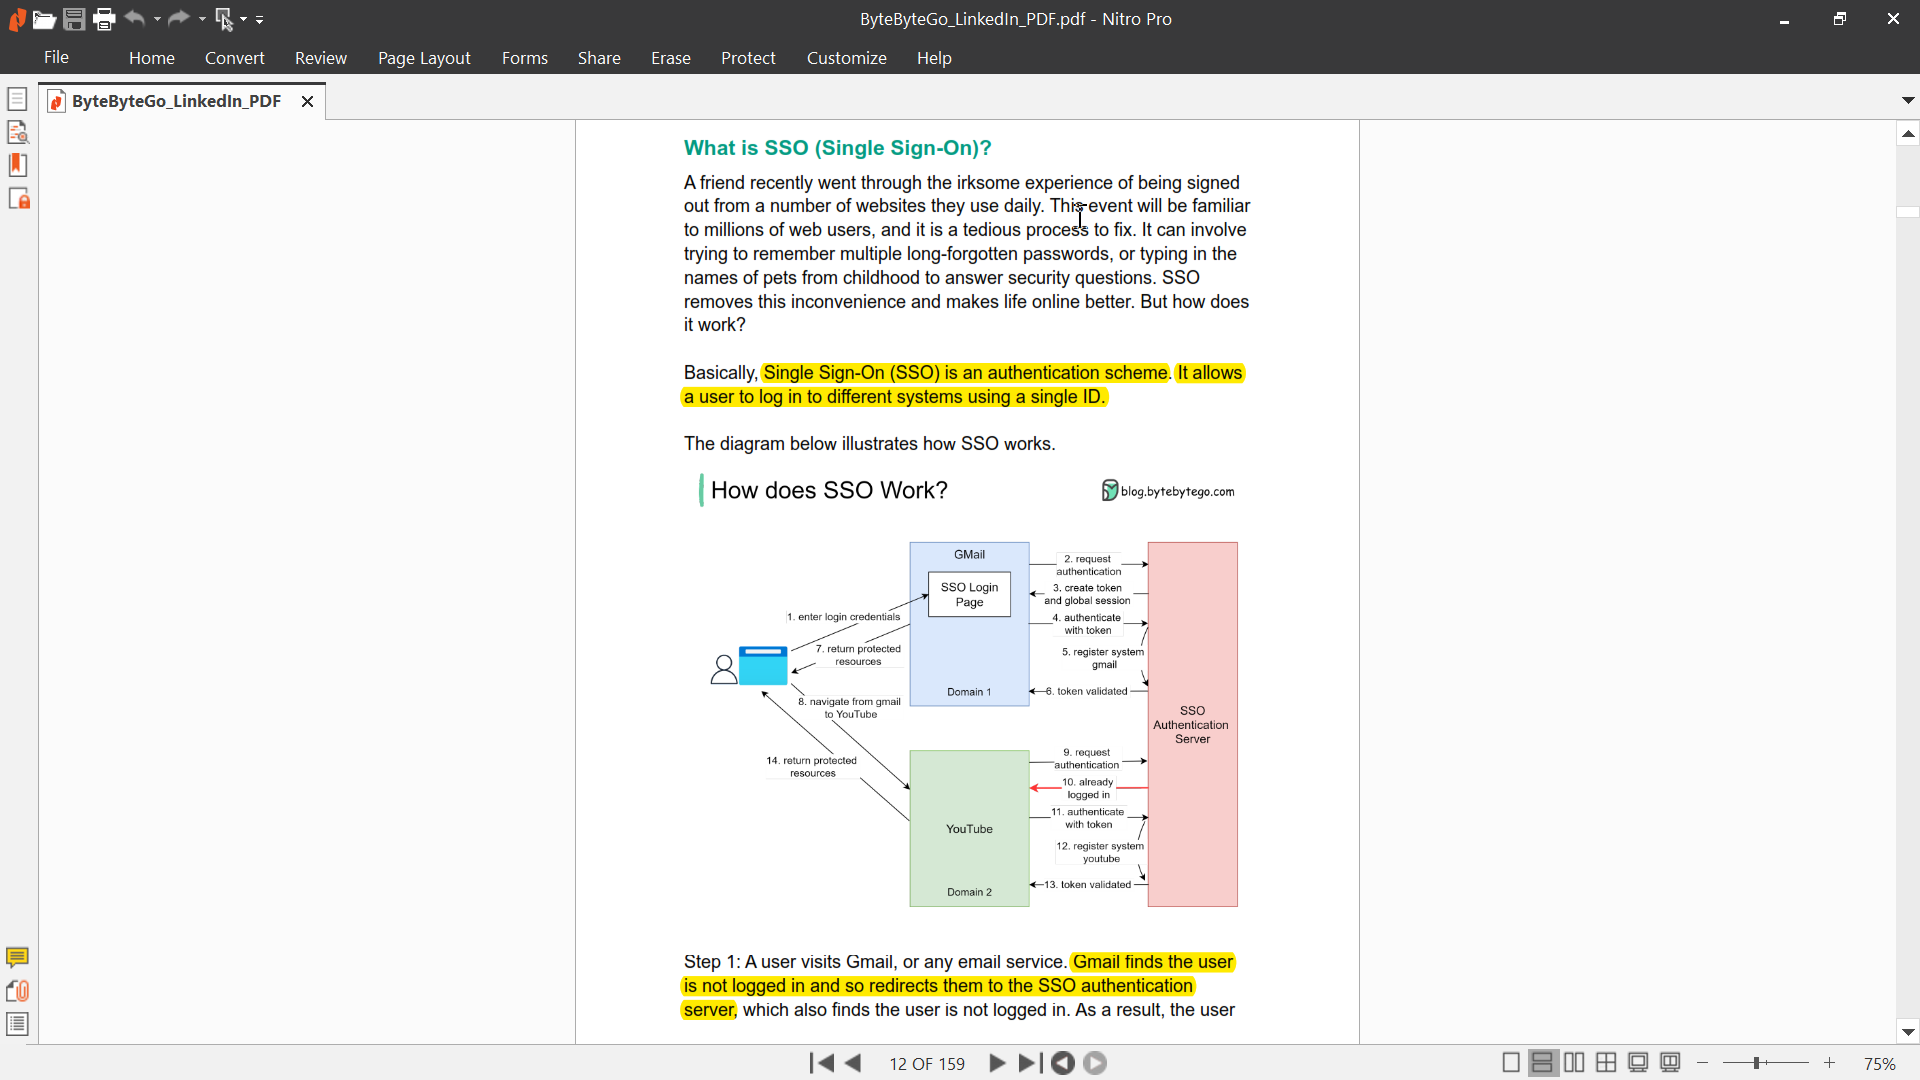 ByteByteGo_LinkedIn_PDF.pdf - Nitro Pro
File Home Convert Review Page Layout Forms Share Erase Protect Customize Help
ByteByteGo_LinkedIn_PDF
What is SSO (Single Sign-On)?
A friend recently went through the irksome experience of being signed
out from a number of websites they use daily. This event will be familiar
to millions of web users, and it is a tedious process to fix. It can involve
trying to remember multiple long-forgotten passwords, or typing in the
names of pets from childhood to answer security questions. SSO
removes this inconvenience and makes life online better. But how does
it work?
Basically, Single Sign-On (SSO) is an authentication scheme. It allows
a user to log in to different systems using a single ID.
The diagram below illustrates how SSO works.
How does SSO Work?
blog.bytebytego.com
GMail
SSO Login
Page
Domain 1
1. enter login credentials
2. request
authentication
3. create token
and global session
4. authenticate
with token
5. register system
gmail
6. token validated
7. return protected
resources
8. navigate from gmail
to YouTube
SSO
Authentication
Server
9. request
authentication
10. already
logged in
11. authenticate
with token
12. register system
youtube
13. token validated
14. return protected
resources
YouTube
Domain 2
Step 1: A user visits Gmail, or any email service. Gmail finds the user
is not logged in and so redirects them to the SSO authentication
server, which also finds the user is not logged in. As a result, the user
12 OF 159
75%